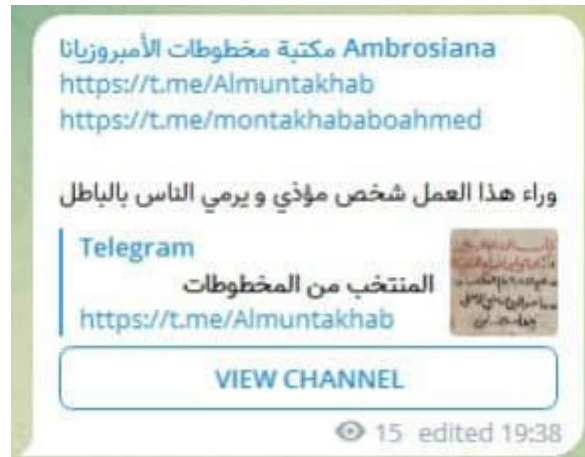 مكتبة مخطوطات الأمبروزيانا Ambrosiana
https://t.me/Almuntakhab
https://t.me/montakhababoahmed
وراء هذا العمل شخص مؤذي و يرمي الناس بالباطل
Telegram
المنتخب من المخطوطات
https://t.me/Almuntakhab
VIEW CHANNEL
15 edited 19:38